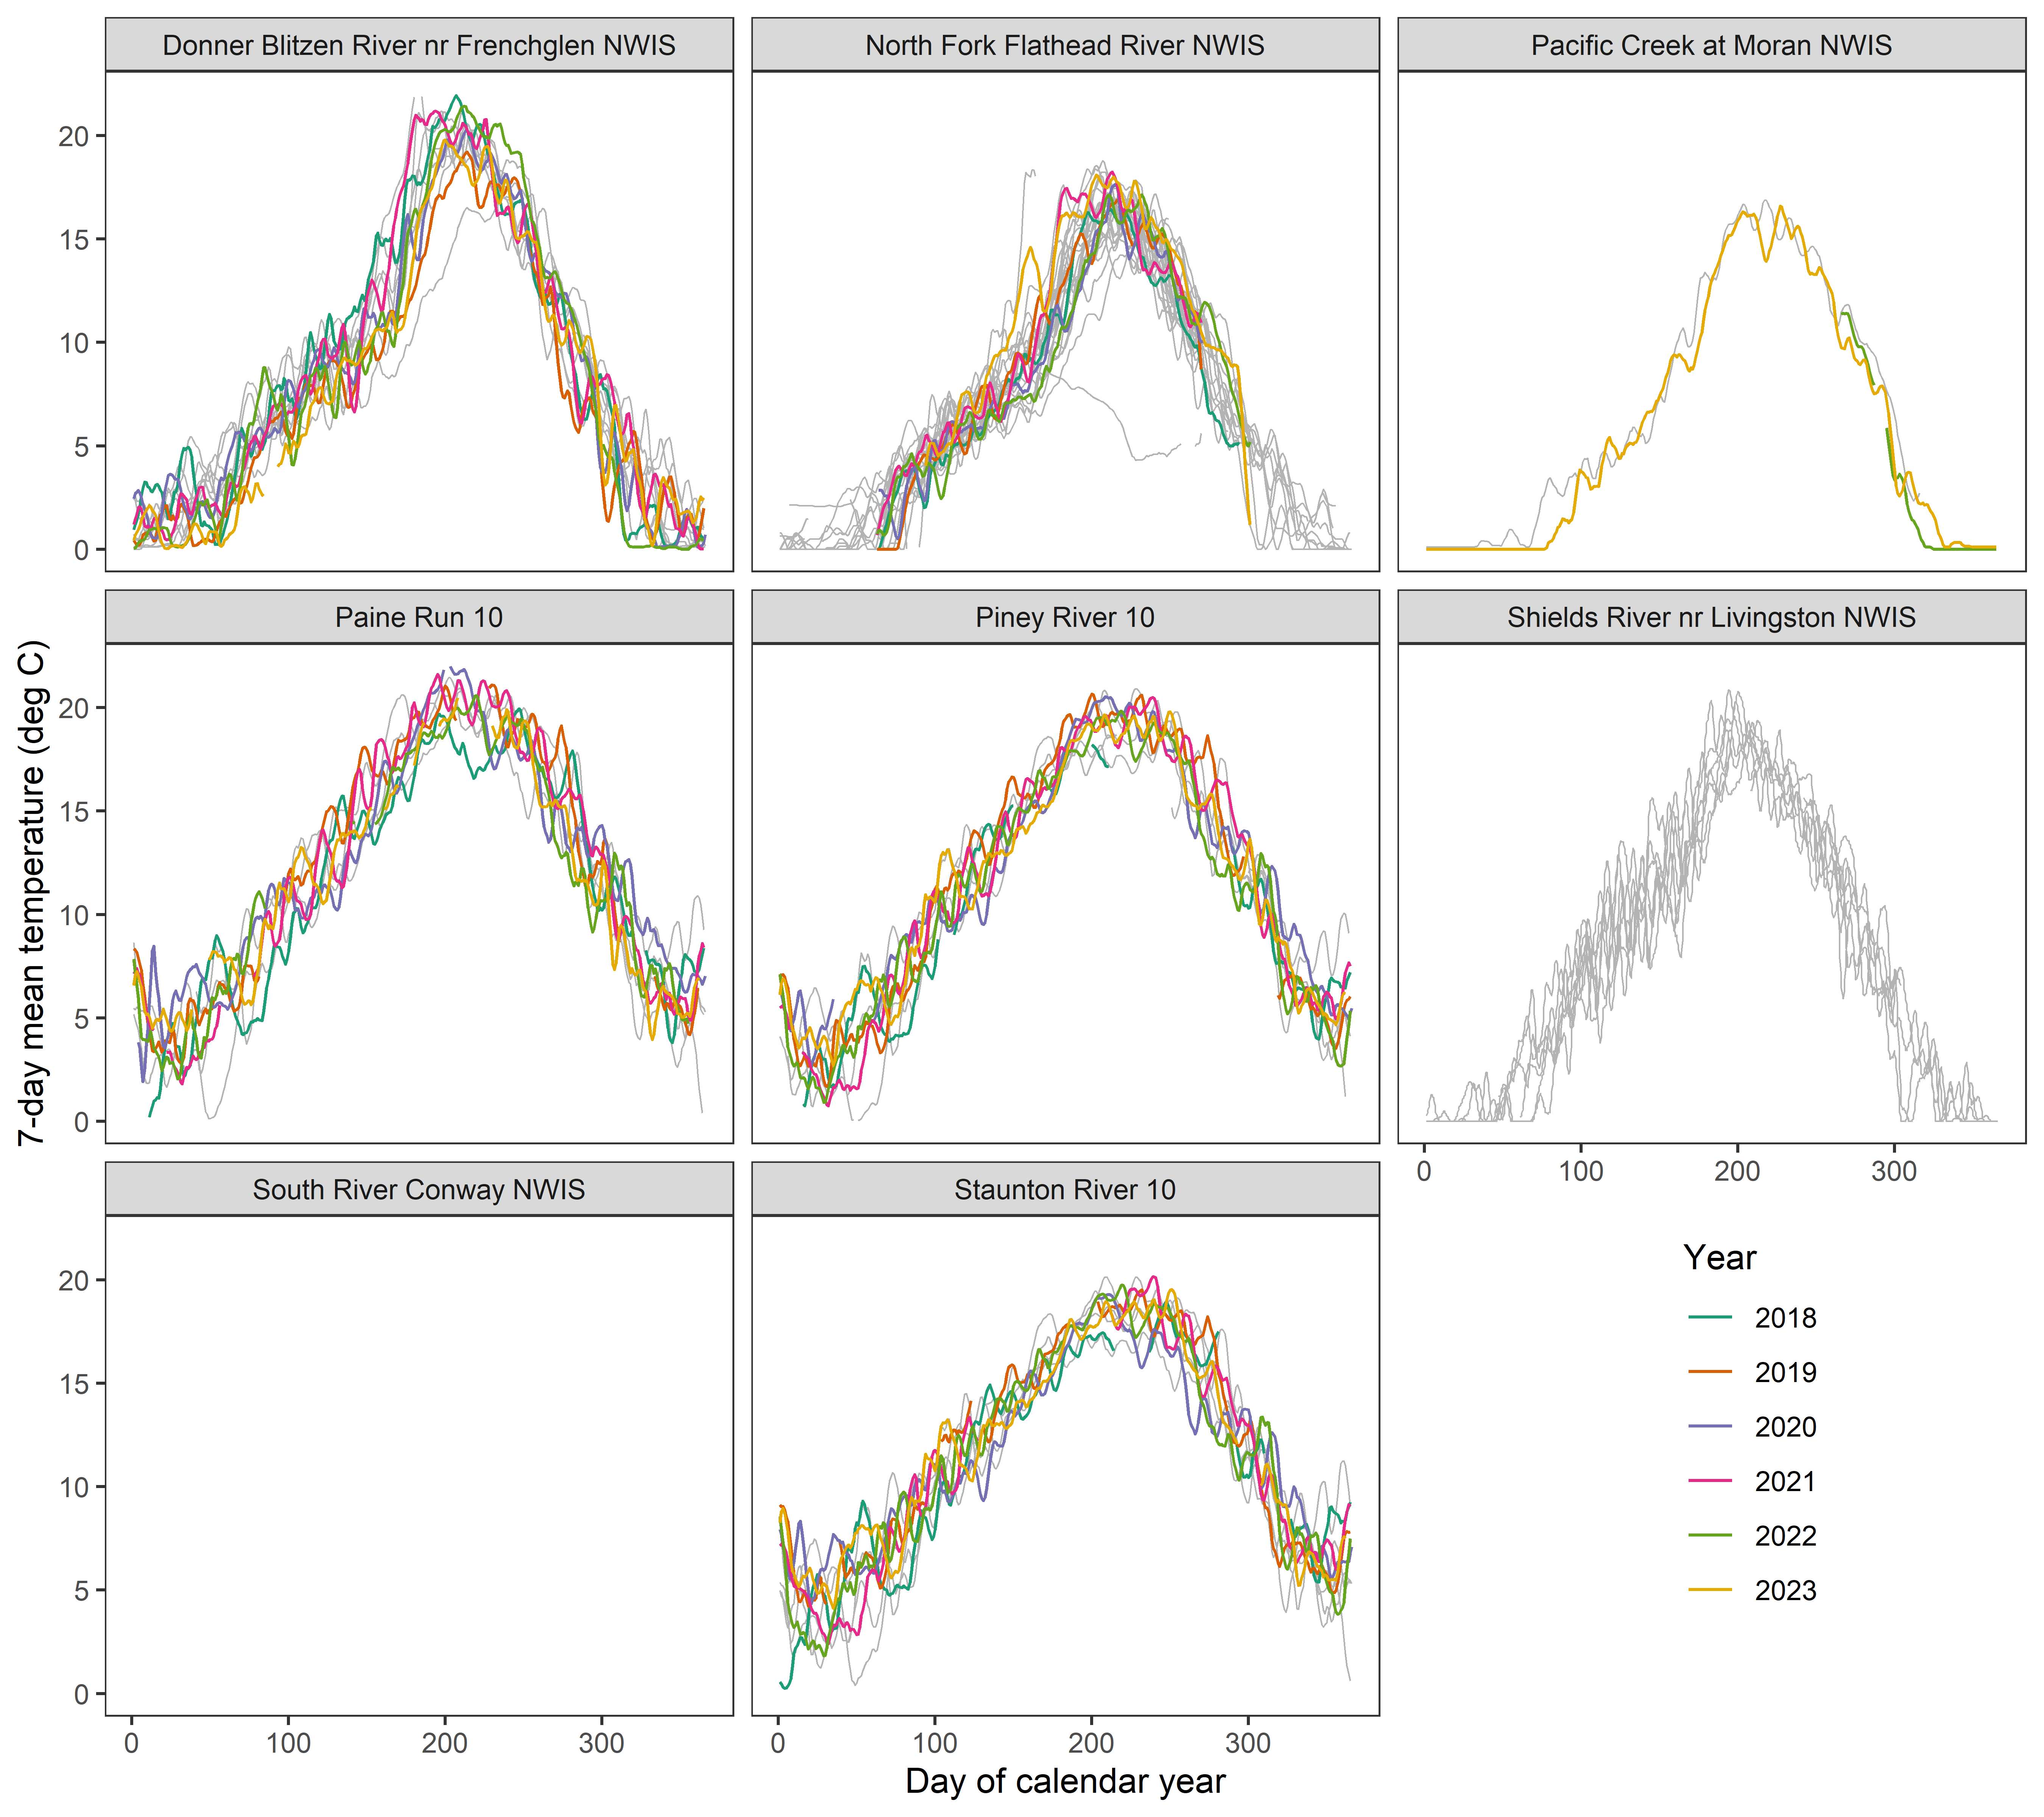 Donner Blitzen River nr Frenchglen NWIS
North Fork Flathead River NWIS
Pacific Creek at Moran NWIS
20
15
10
5
0
Paine Run 10
Piney River 10
Shields River nr Livingston NWIS
7-day mean temperature (deg C)
20
15
10
5
0
0 100 200 300
South River Conway NWIS
Staunton River 10
20
15
10
5
0
0 100 200 300
0 100 200 300
Day of calendar year
Year
2018
2019
2020
2021
2022
2023